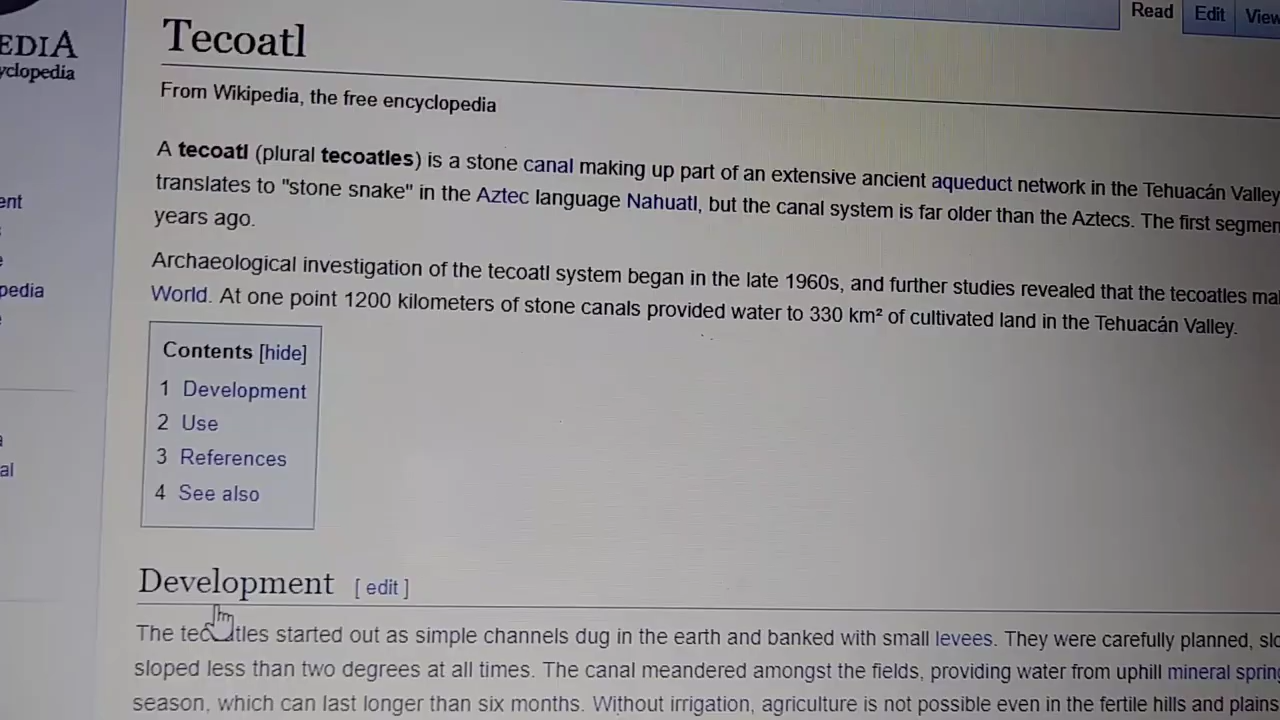 Read Edit View
EDIA
yclopedia
Tecoatl
From Wikipedia, the free encyclopedia
A tecoatl (plural tecoatles) is a stone canal making up part of an extensive ancient aqueduct network in the Tehuacán Valley
translates to "stone snake" in the Aztec language Nahuatl, but the canal system is far older than the Aztecs. The first segmen
years ago.
Archaeological investigation of the tecoatl system began in the late 1960s, and further studies revealed that the tecoatles ma
World. At one point 1200 kilometers of stone canals provided water to 330 km² of cultivated land in the Tehuacán Valley.
ent
pedia
al
Contents [hide]
1 Development
2 Use
3 References
4 See also
Development [ edit ]
The tecoatles started out as simple channels dug in the earth and banked with small levees. They were carefully planned, slo
sloped less than two degrees at all times. The canal meandered amongst the fields, providing water from uphill mineral spring
season, which can last longer than six months. Without irrigation, agriculture is not possible even in the fertile hills and plains